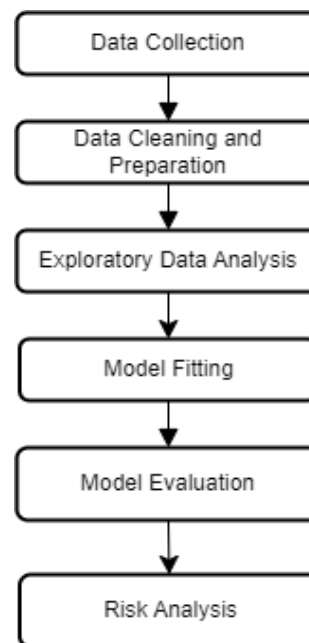 Data Collection
Data Cleaning and
Preparation
Exploratory Data Analysis
Model Fitting
Model Evaluation
Risk Analysis